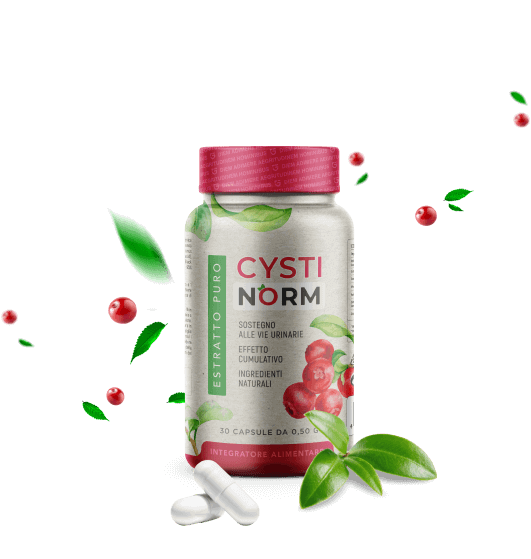 CYSTI
NORM
ESTRATTO PURO
SOSTEGNO
ALLE VIE URINARIE
EFFETTO
CUMULATIVO
INGREDIENTI
NATURALI
30 CAPSULE DA 0,50 G
INTEGRATORE ALIMENTARE